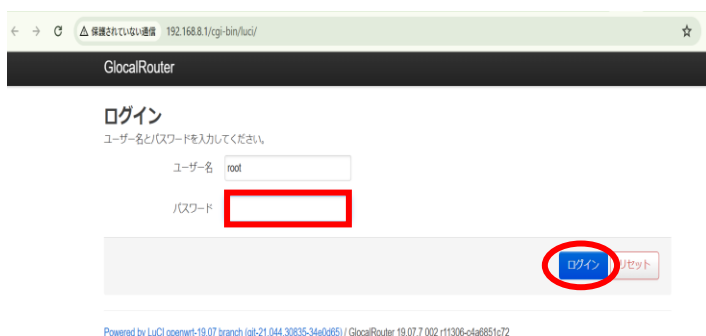 保護されていない通信 192.168.8.1/cgi-bin/luci/
GlocalRouter
ログイン
ユーザー名とパスワードを入力してください。
ユーザー名 root
パスワード
ログイン リセット
Powered by LuCI openwrt-19.07 branch (git-21.044.30835-34e0d65) / GlocalRouter 19.07.7 002 r11306-c4a6851c72